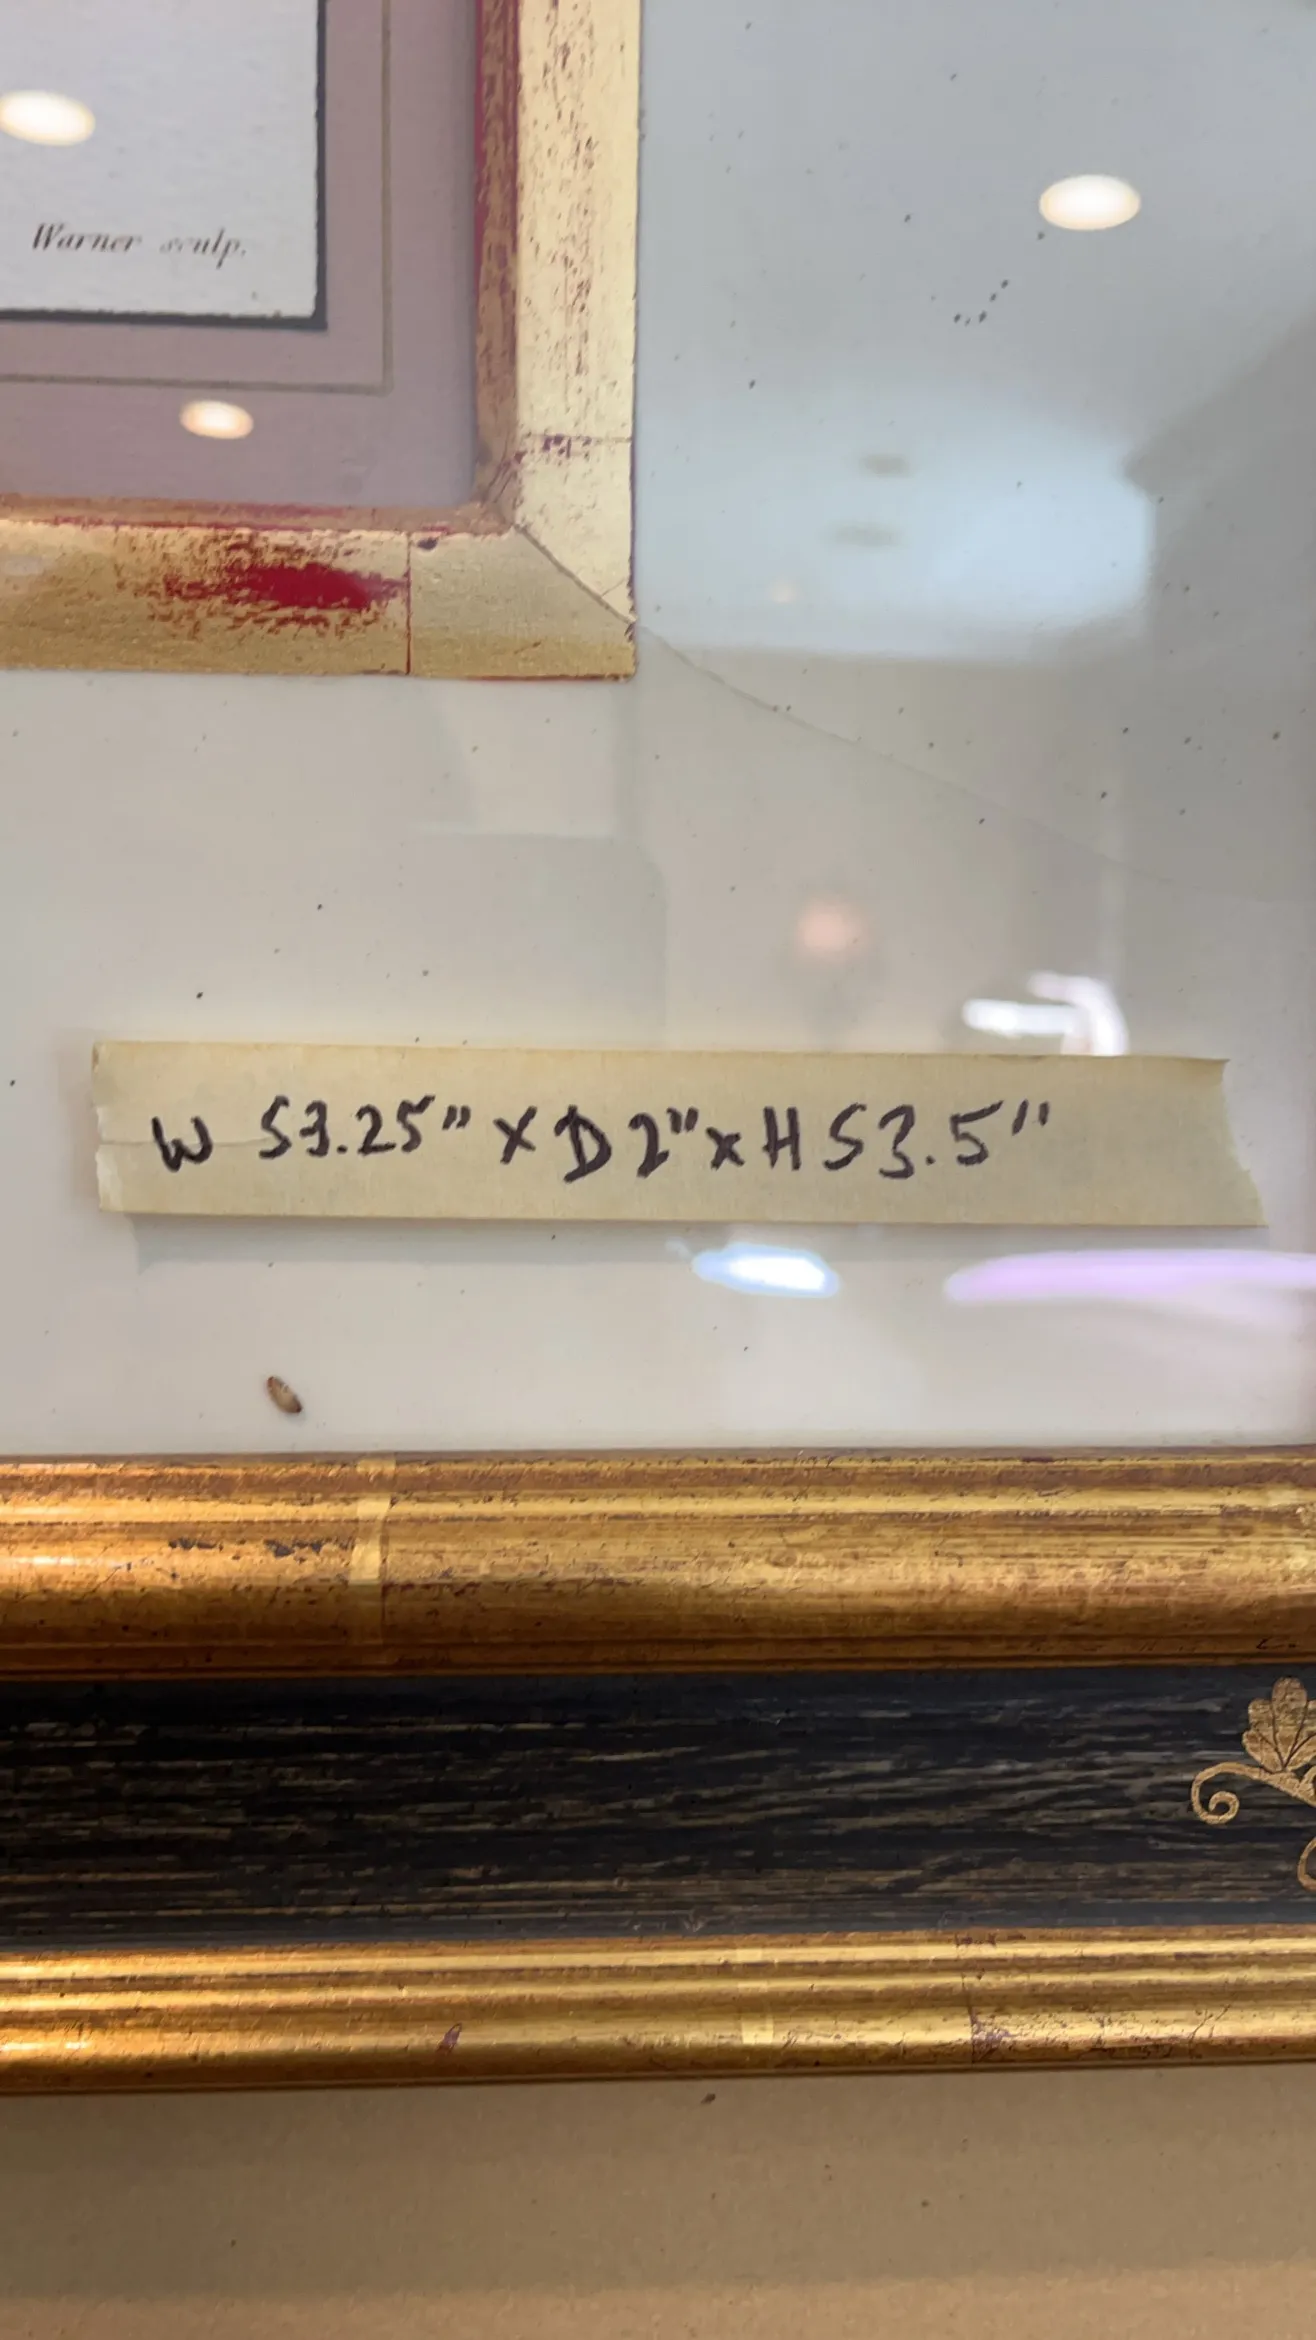 Warner sculp.
W 53.25" x D 2" x H 53.5"